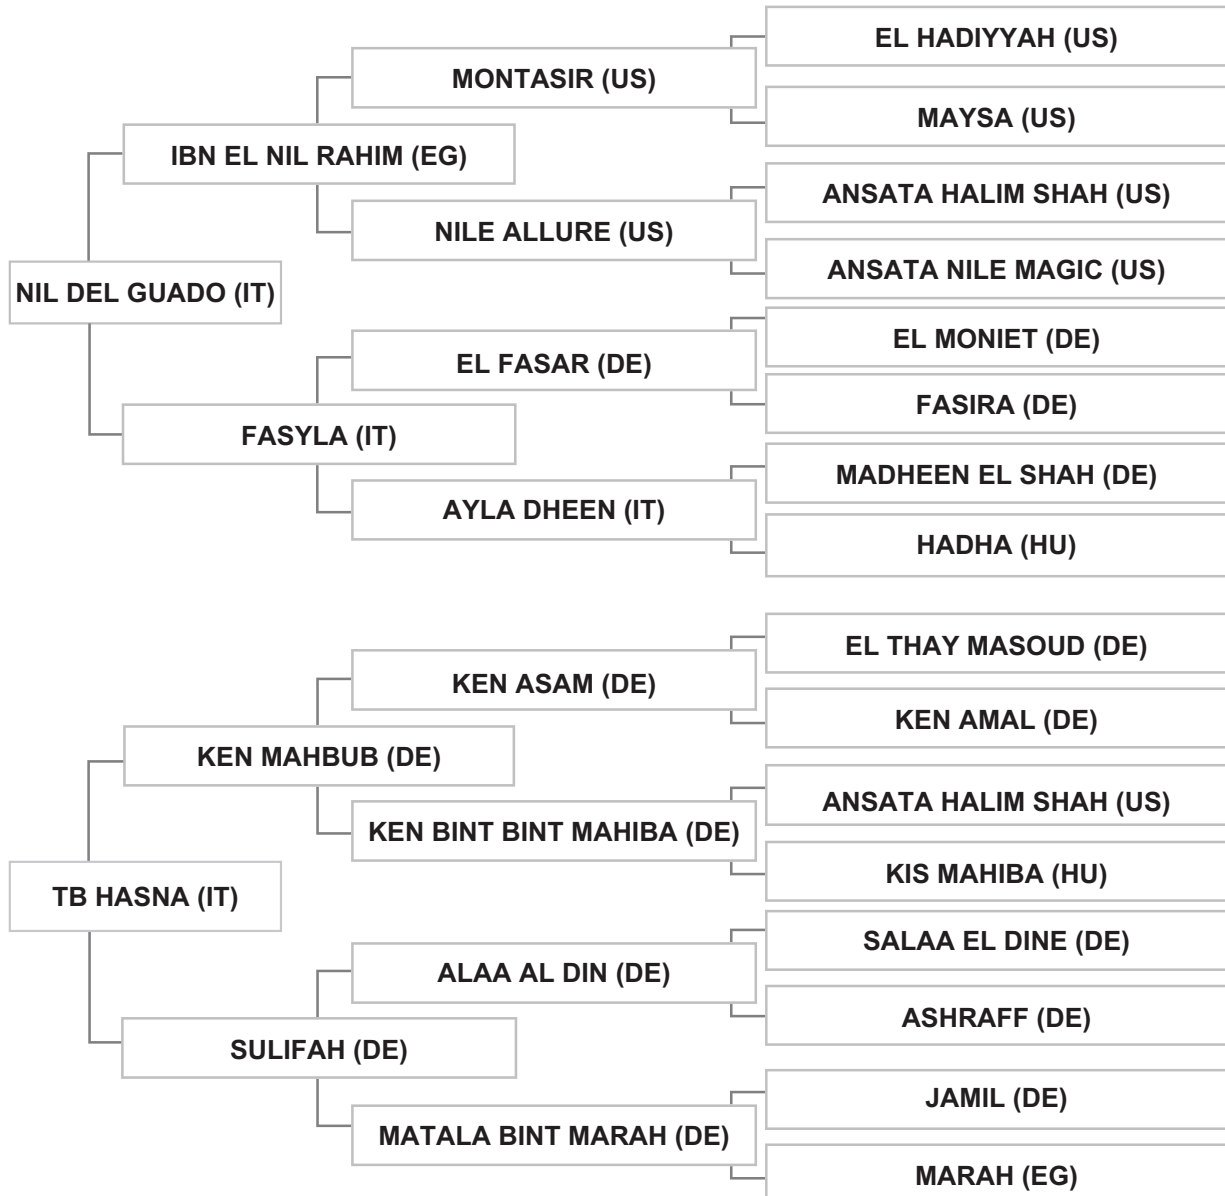 EL HADIYYAH (US)
MONTASIR (US)
MAYSA (US)
IBN EL NIL RAHIM (EG)
ANSATA HALIM SHAH (US)
NILE ALLURE (US)
ANSATA NILE MAGIC (US)
NIL DEL GUADO (IT)
EL MONIET (DE)
EL FASAR (DE)
FASIRA (DE)
FASYLA (IT)
MADHEEN EL SHAH (DE)
AYLA DHEEN (IT)
HADHA (HU)
EL THAY MASOUD (DE)
KEN ASAM (DE)
KEN AMAL (DE)
KEN MAHBUB (DE)
ANSATA HALIM SHAH (US)
KEN BINT BINT MAHIBA (DE)
KIS MAHIBA (HU)
TB HASNA (IT)
SALAA EL DINE (DE)
ALAA AL DIN (DE)
ASHRAFF (DE)
SULIFAH (DE)
JAMIL (DE)
MATALA BINT MARAH (DE)
MARAH (EG)